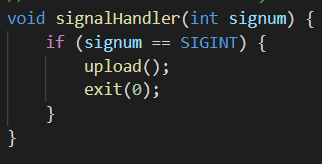 void signalHandler(int signum) {
    if (signum == SIGINT) {
        upload();
        exit(0);
    }
}